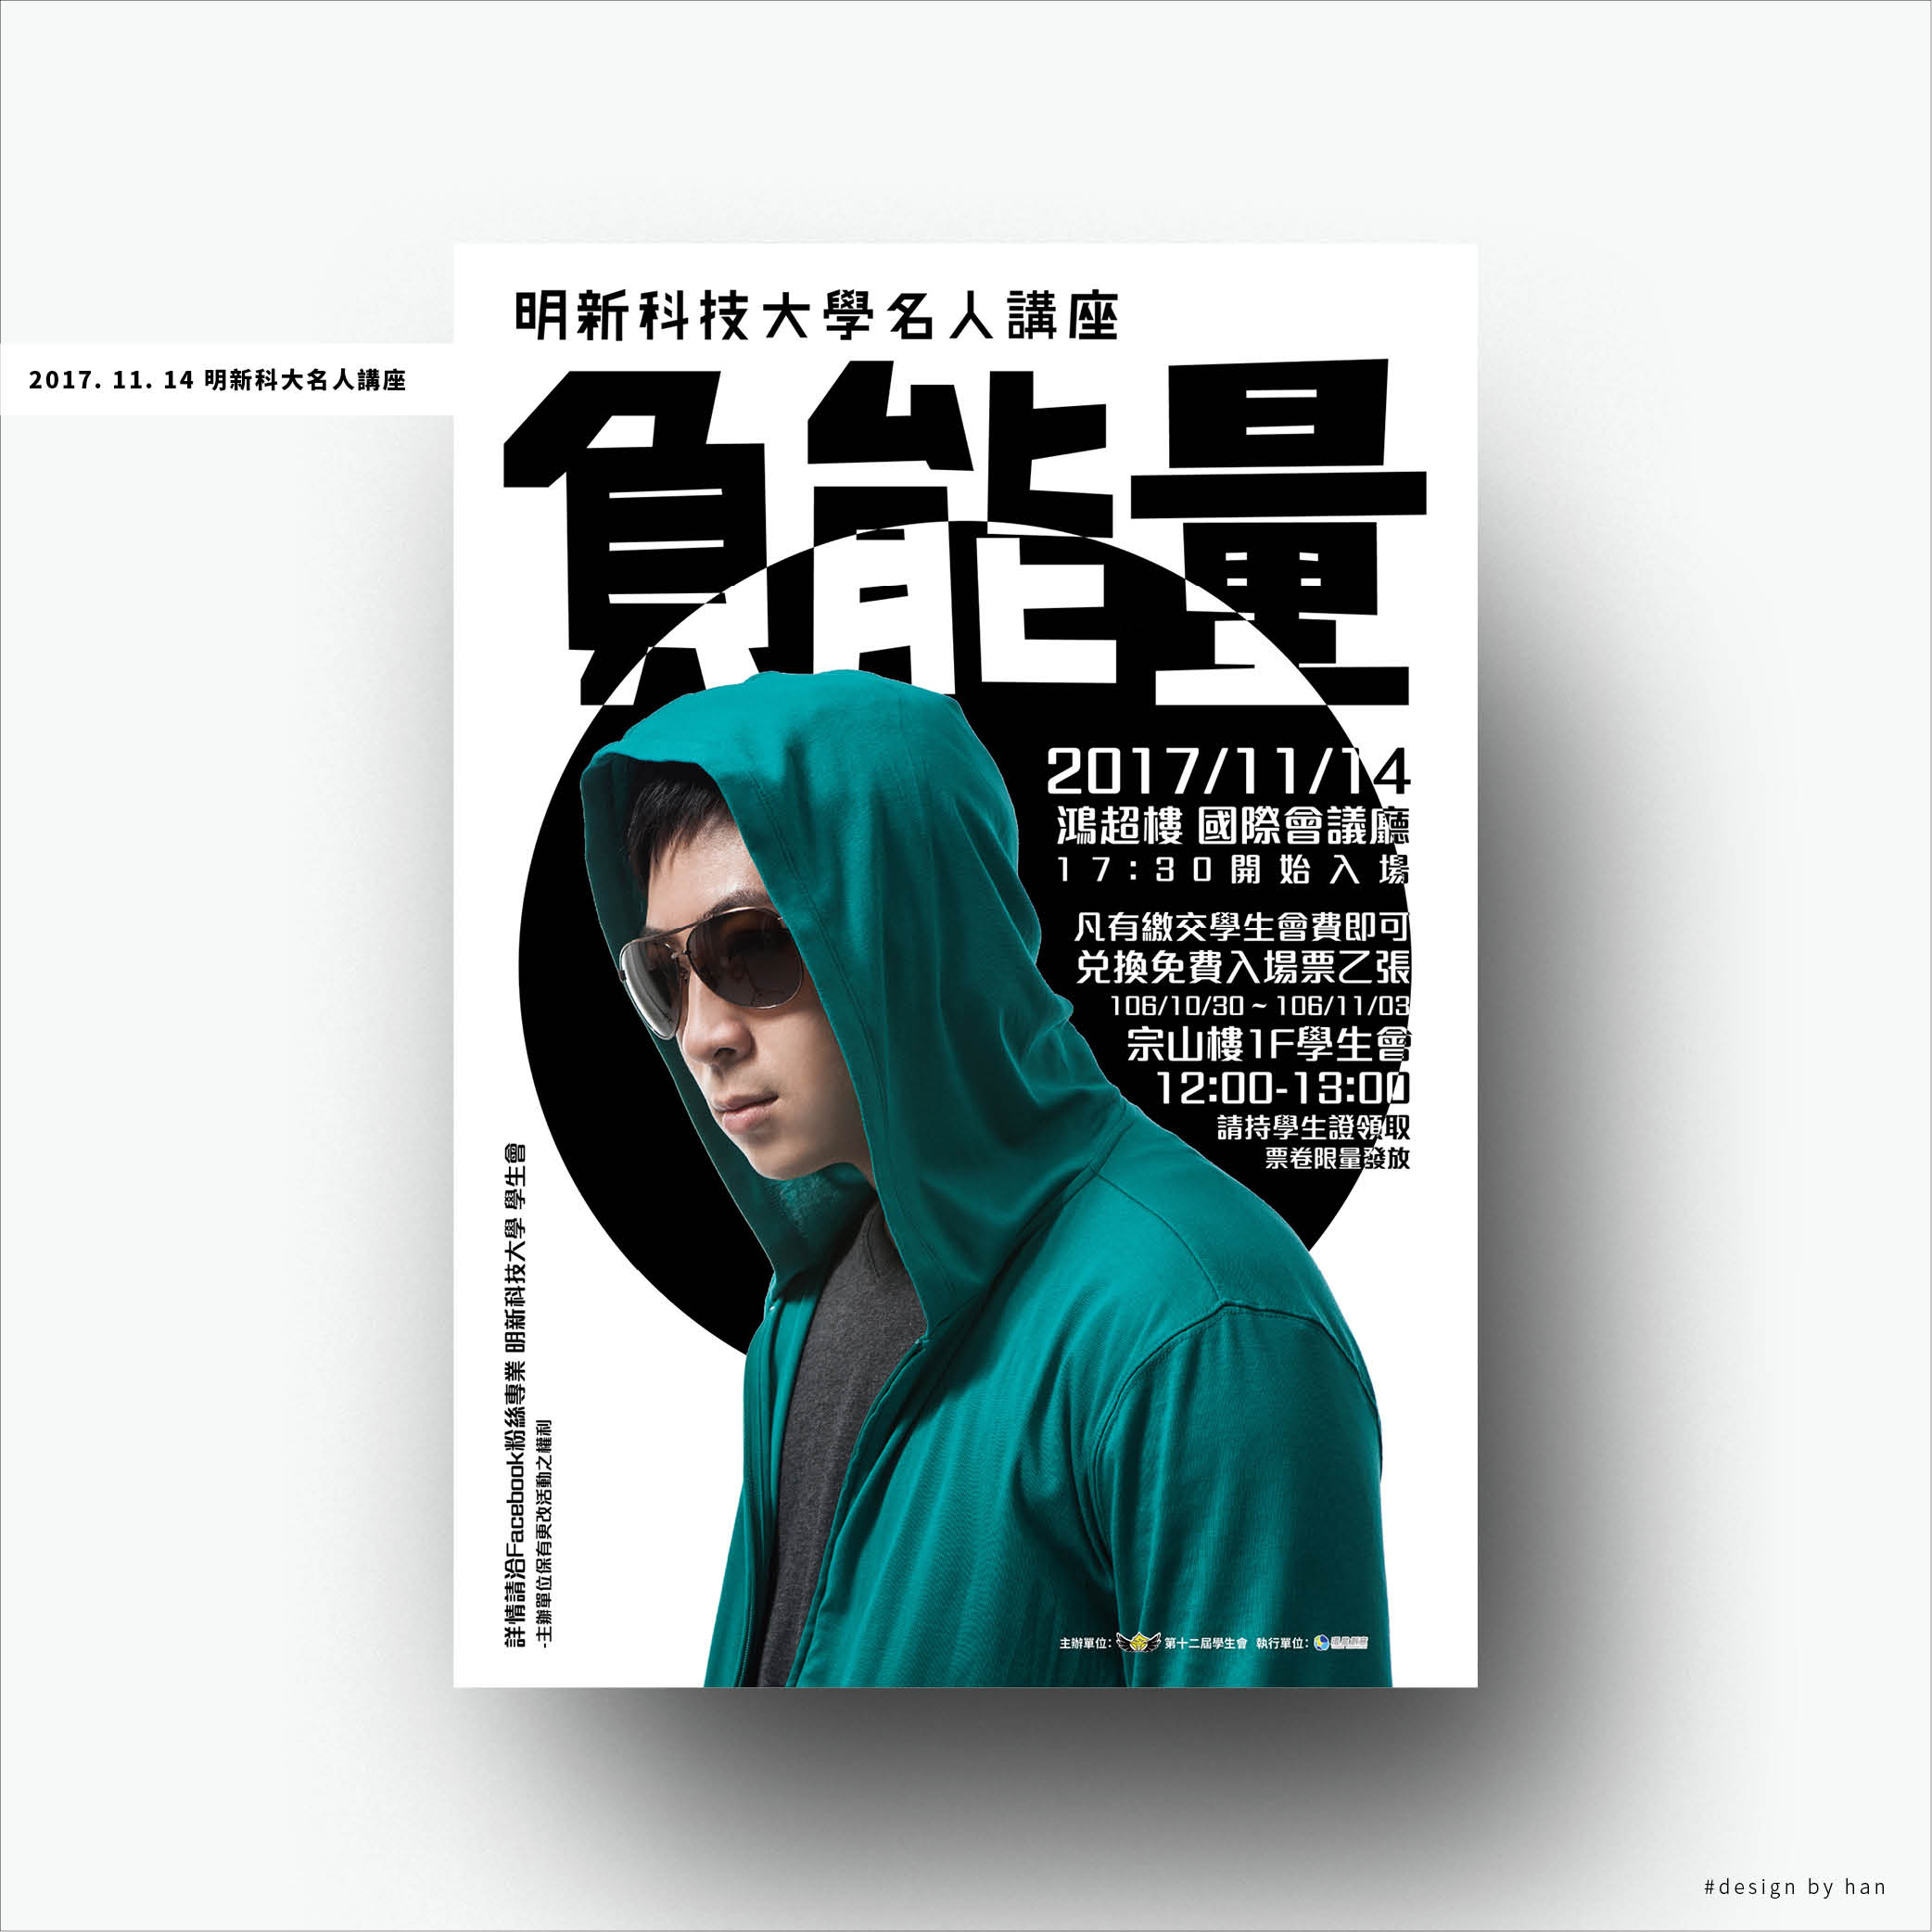 2017. 11. 14 明新科大名人講座
明新科技大學名人講座
負能量
2017/11/14
鴻超樓 國際會議廳
17:30開始入場
凡有繳交學生會費即可
兌換免費入場票乙張
106/10/30 ~ 106/11/03
宗山樓1F學生會
12:00-13:00
請持學生證領取
票卷限量發放
詳情請洽Facebook粉絲專業 明新科技大學 學生會
-主辦單位保有更改活動之權利
主辦單位: 第十二屆學生會 執行單位:
#design by han